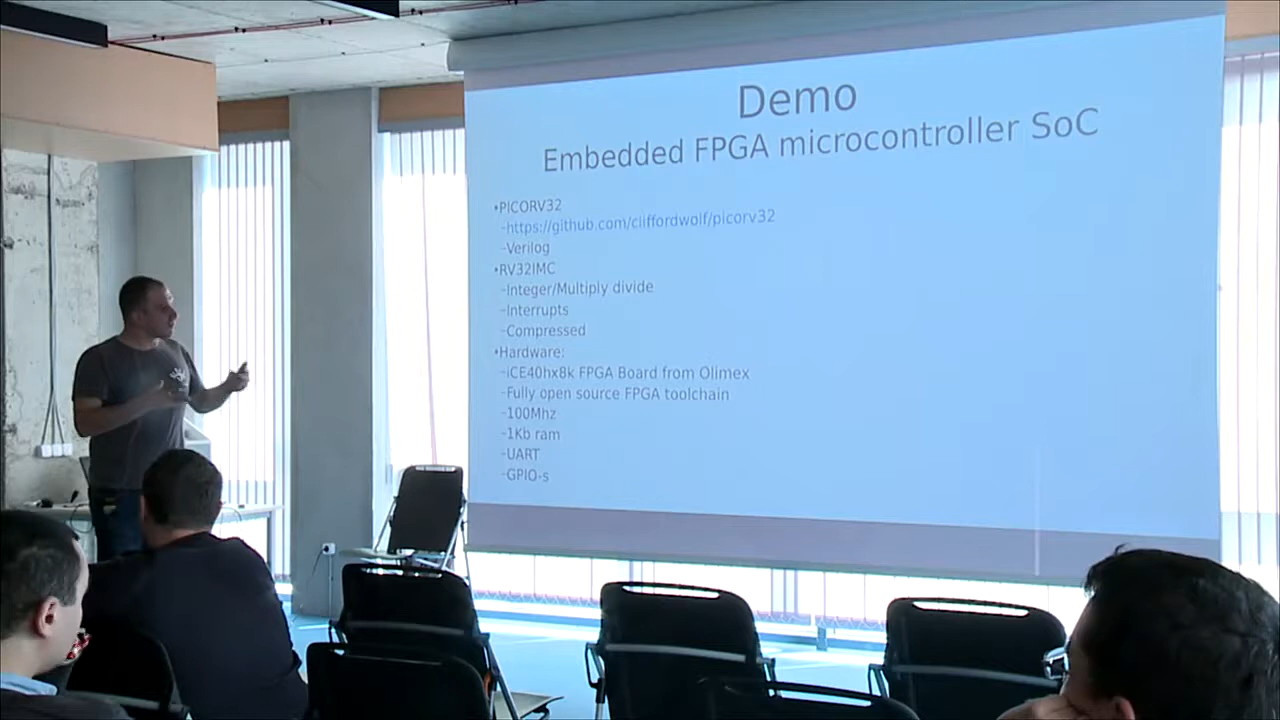 Demo
Embedded FPGA microcontroller SoC
•PICORV32
-https://github.com/cliffordwolf/picorv32
-Verilog
•RV32IMC
-Integer/Multiply divide
-Interrupts
-Compressed
•Hardware:
-iCE40hx8k FPGA Board from Olimex
-Fully open source FPGA toolchain
-100Mhz
-1Kb ram
-UART
-GPIO-s